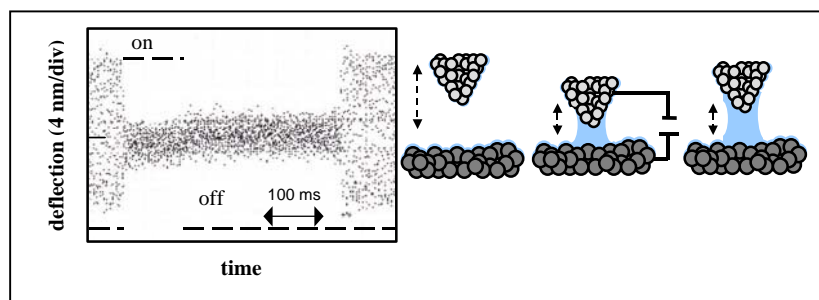 deflection (4 nm/div)
on
off
100 ms
time